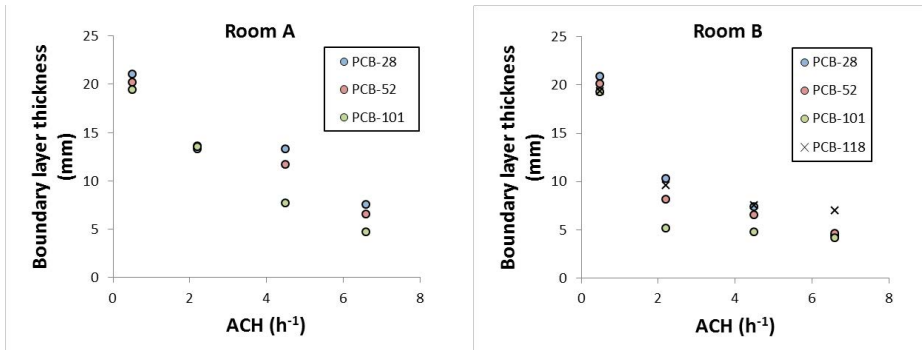 Room A
Boundary layer thickness
(mm)
25
20
15
10
5
0
0
2
4
6
8
ACH (h⁻¹)
PCB-28
PCB-52
PCB-101
Room B
Boundary layer thickness
(mm)
25
20
15
10
5
0
0
2
4
6
8
ACH (h⁻¹)
PCB-28
PCB-52
PCB-101
PCB-118